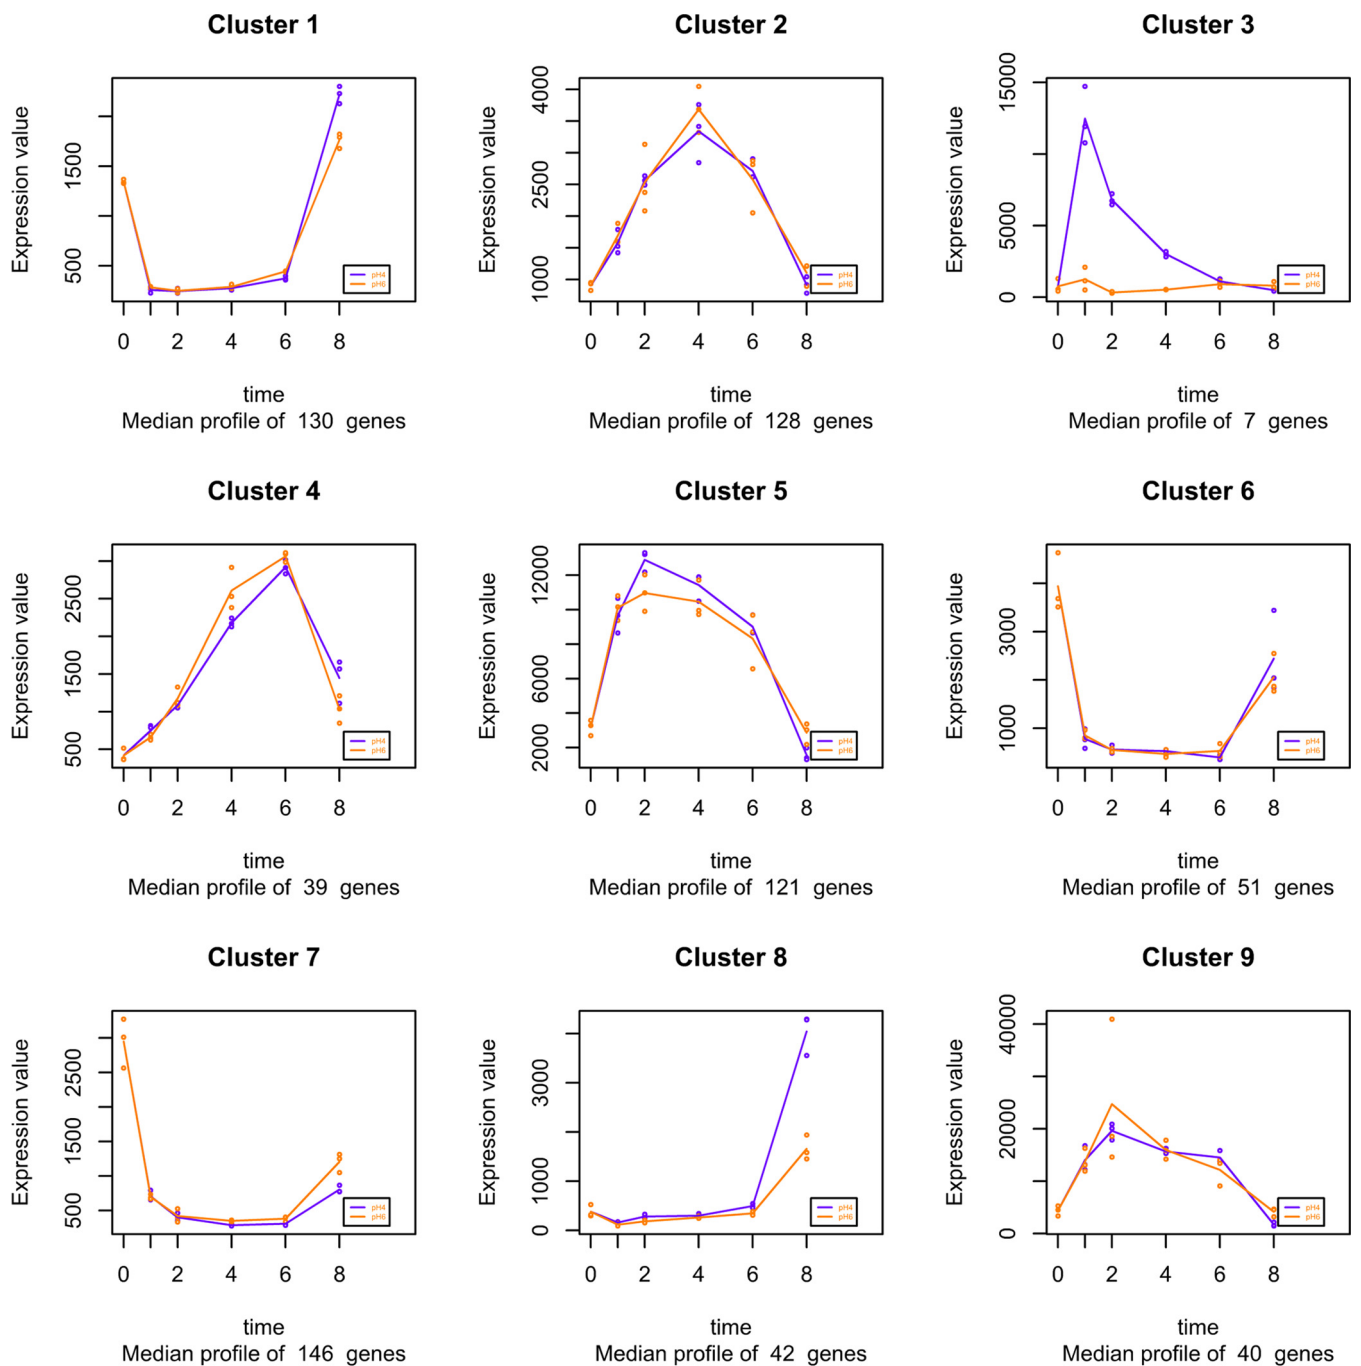 Cluster 1
Expression value
500
1500
0 2 4 6 8
pH4
pH6
time
Median profile of 130 genes
Cluster 2
Expression value
1000
2500
4000
0 2 4 6 8
pH4
pH6
time
Median profile of 128 genes
Cluster 3
Expression value
0
5000
15000
0 2 4 6 8
pH4
pH6
time
Median profile of 7 genes
Cluster 4
Expression value
500
1500
2500
0 2 4 6 8
pH4
pH6
time
Median profile of 39 genes
Cluster 5
Expression value
2000
6000
12000
0 2 4 6 8
pH4
pH6
time
Median profile of 121 genes
Cluster 6
Expression value
1000
3000
0 2 4 6 8
pH4
pH6
time
Median profile of 51 genes
Cluster 7
Expression value
500
1500
2500
0 2 4 6 8
pH4
pH6
time
Median profile of 146 genes
Cluster 8
Expression value
0
1000
3000
0 2 4 6 8
pH4
pH6
time
Median profile of 42 genes
Cluster 9
Expression value
0
20000
40000
0 2 4 6 8
pH4
pH6
time
Median profile of 40 genes